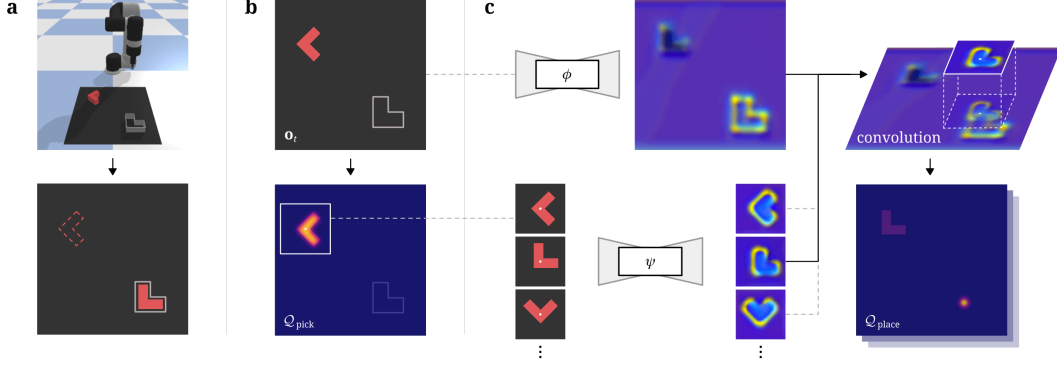 a
b
c
o_t
ϕ
convolution
Q_pick
ψ
Q_place